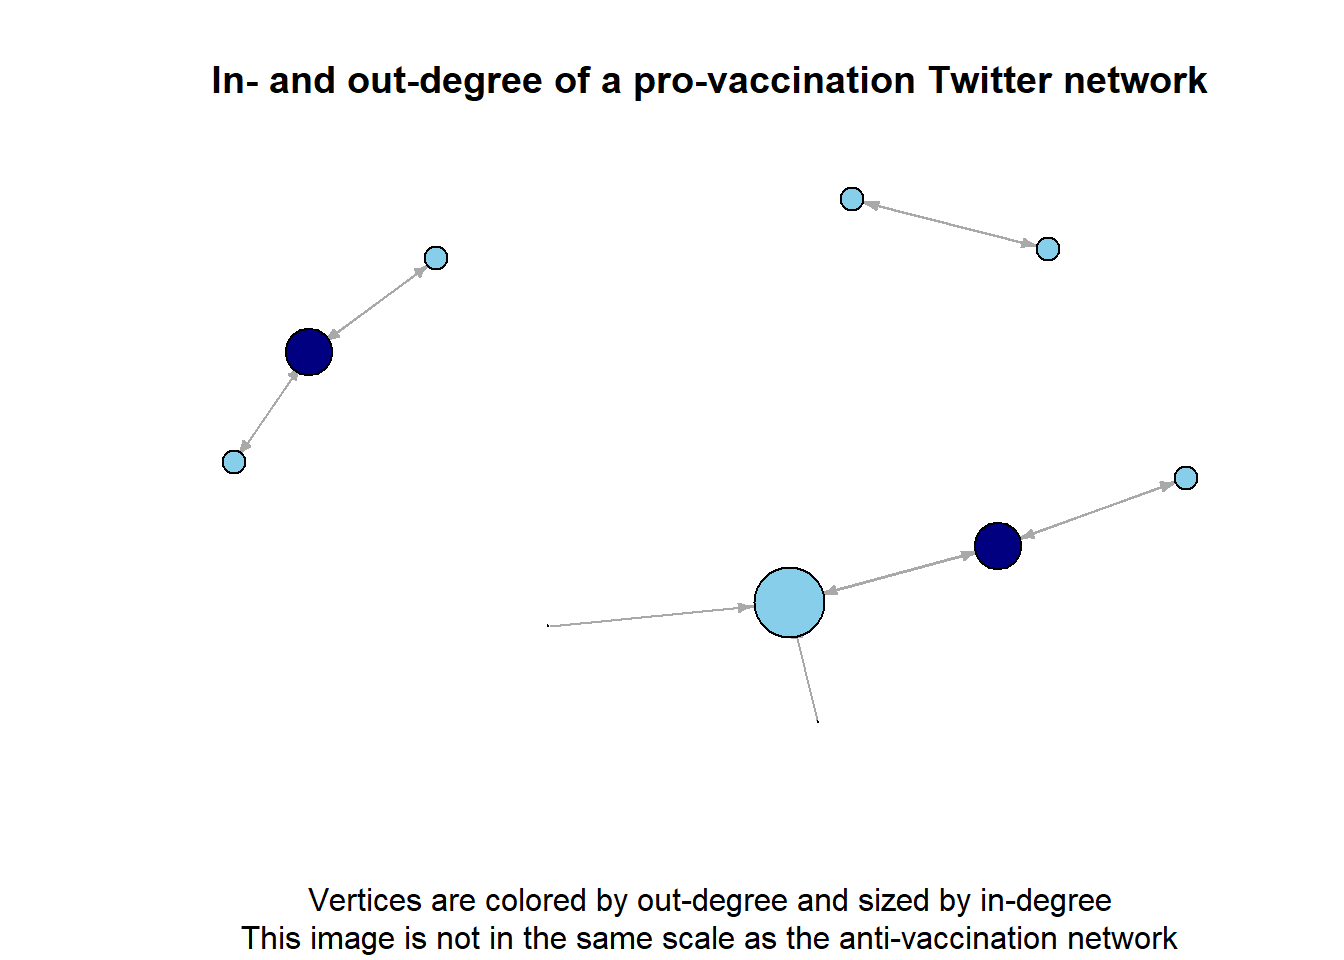 In- and out-degree of a pro-vaccination Twitter network
Vertices are colored by out-degree and sized by in-degree
This image is not in the same scale as the anti-vaccination network